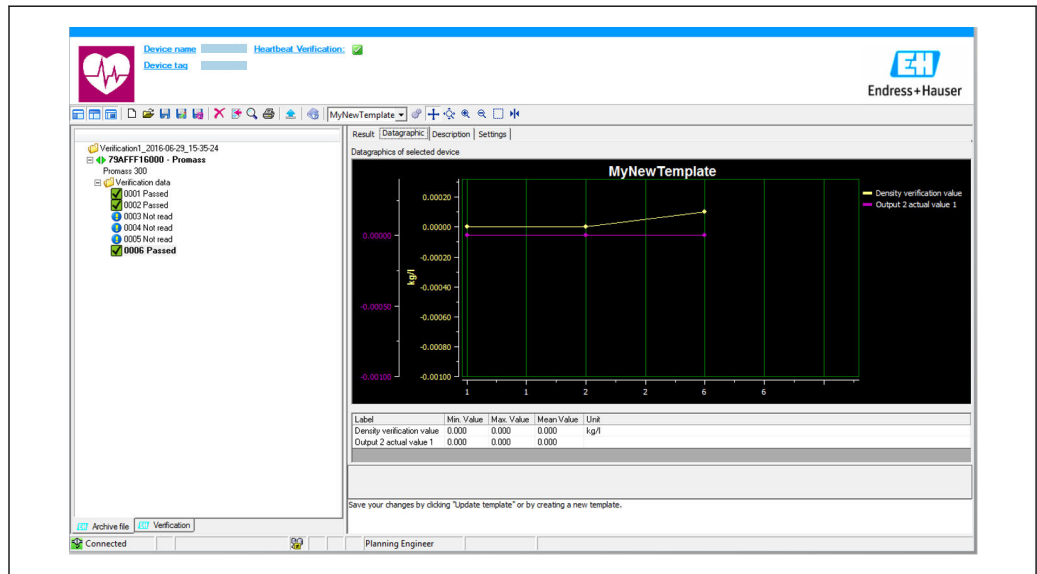 Device name Heartbeat Verification:
Device tag
EH
Endress+Hauser
MyNewTemplate
Result Datagraphic Description Settings
Datagraphics of selected device
Verification1_2016-06-29_15-35-24
79AFFF16000 - Promass
Promass 300
Verification data
0001 Passed
0002 Passed
0003 Not read
0004 Not read
0005 Not read
0006 Passed
MyNewTemplate
Density verification value
Output 2 actual value 1
0.00020
0.00000 0.00000
-0.00020
kg/l
-0.00040
-0.00050
-0.00060
-0.00080
-0.00100 -0.00100
1 1 2 2 6 6
Label Min. Value Max. Value Mean Value Unit
Density verification value 0.000 0.000 0.000 kg/l
Output 2 actual value 1 0.000 0.000 0.000
Save your changes by clicking "Update template" or by creating a new template.
EH Archive file EH Verification
Connected Planning Engineer